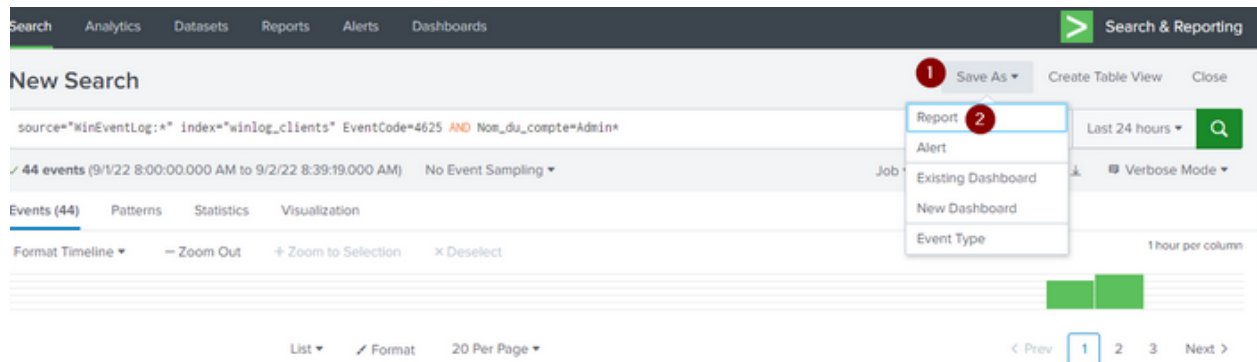 Search Analytics Datasets Reports Alerts Dashboards > Search & Reporting
New Search 1 Save As Create Table View Close
source="WinEventLog:*" index="winlog_clients" EventCode=4625 AND Nom_du_compte=Admin* Report 2 Last 24 hours
Alert
✓ 44 events (9/1/22 8:00:00.000 AM to 9/2/22 8:39:19.000 AM) No Event Sampling Job Existing Dashboard Verbose Mode
Events (44) Patterns Statistics Visualization New Dashboard
Event Type
Format Timeline — Zoom Out + Zoom to Selection × Deselect 1 hour per column
List Format 20 Per Page < Prev 1 2 3 Next >